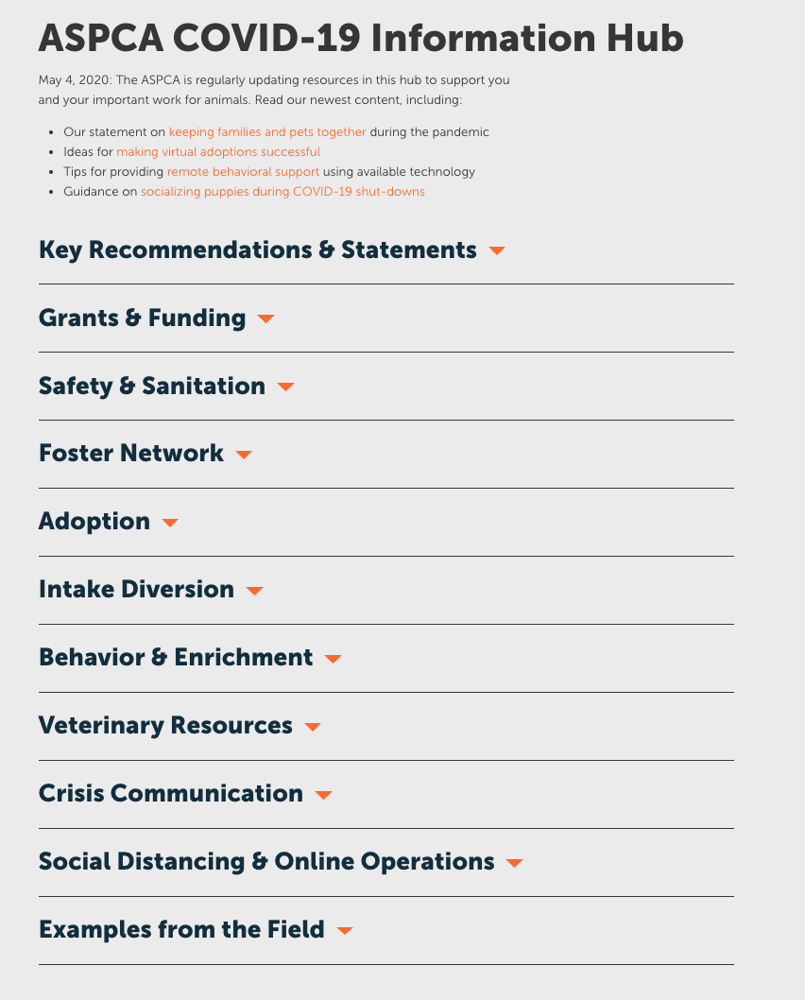 ASPCA COVID-19 Information Hub
May 4, 2020: The ASPCA is regularly updating resources in this hub to support you
and your important work for animals. Read our newest content, including:
• Our statement on keeping families and pets together during the pandemic
• Ideas for making virtual adoptions successful
• Tips for providing remote behavioral support using available technology
• Guidance on socializing puppies during COVID-19 shut-downs
Key Recommendations & Statements
Grants & Funding
Safety & Sanitation
Foster Network
Adoption
Intake Diversion
Behavior & Enrichment
Veterinary Resources
Crisis Communication
Social Distancing & Online Operations
Examples from the Field